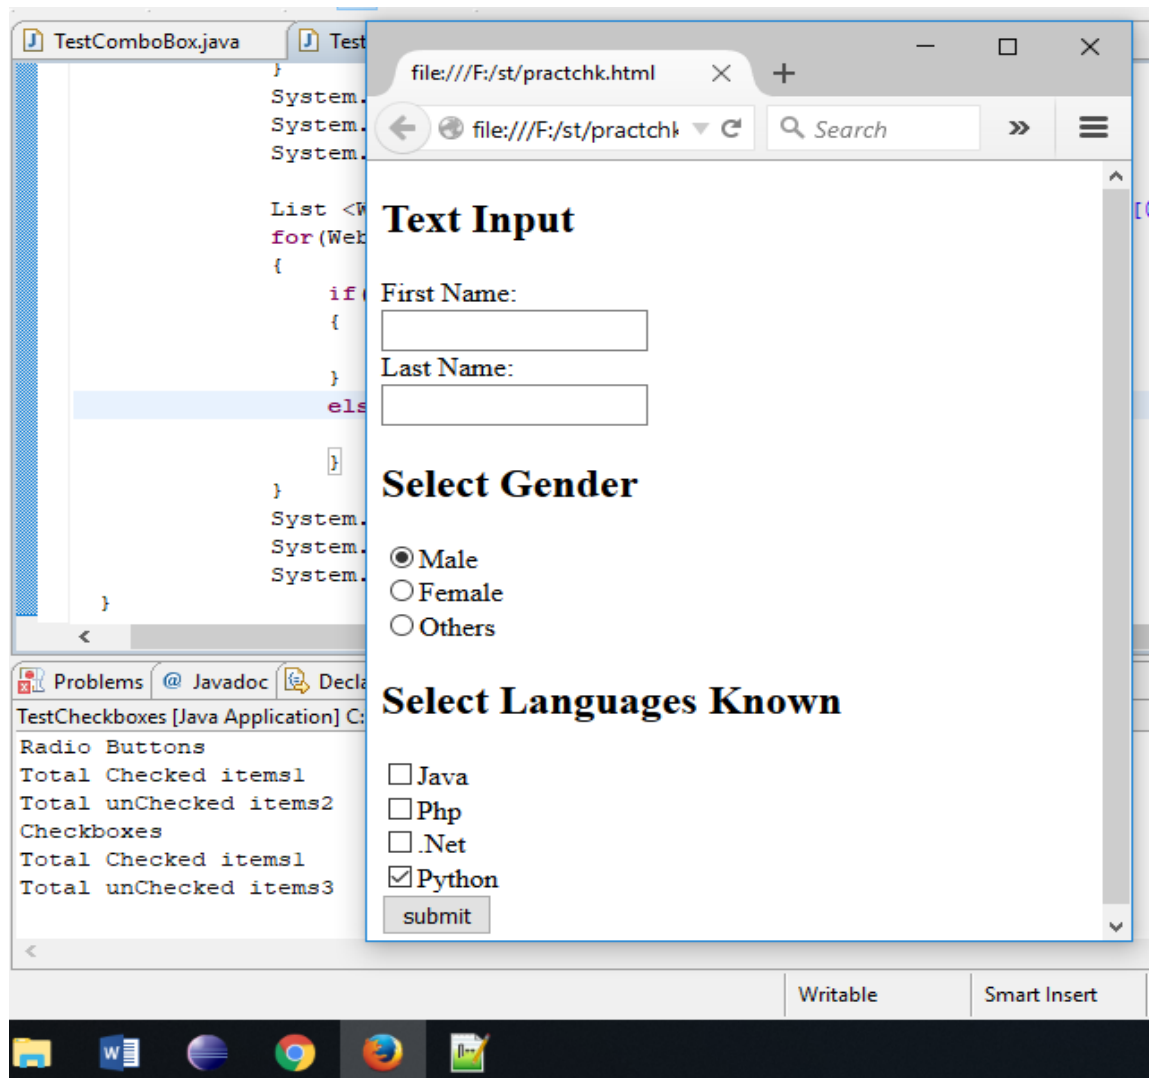 TestComboBox.java
Test
}
System.
System.
System.
List <W
for(Web
{
if(
{
}
els
}
}
System.
System.
System.
}
Problems @ Javadoc Decla
TestCheckboxes [Java Application] C:
Radio Buttons
Total Checked items1
Total unChecked items2
Checkboxes
Total Checked items1
Total unChecked items3
file:///F:/st/practchk.html
file:///F:/st/practchk
Search
Text Input
First Name:
Last Name:
Select Gender
Male
Female
Others
Select Languages Known
Java
Php
.Net
Python
submit
Writable
Smart Insert